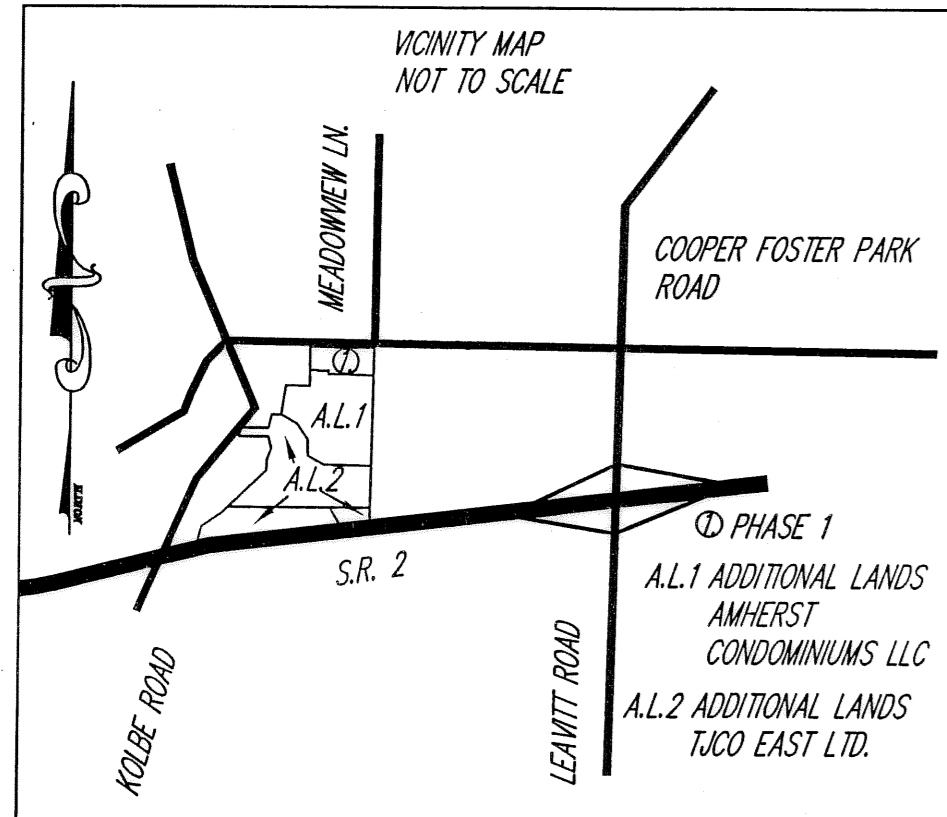 VICINITY MAP
NOT TO SCALE
MEADOWVIEW LN.
COOPER FOSTER PARK
ROAD
1
A.L.1
A.L.2
S.R. 2
1 PHASE 1
A.L.1 ADDITIONAL LANDS
AMHERST
CONDOMINIUMS LLC
A.L.2 ADDITIONAL LANDS
TJCO EAST LTD.
KOLBE ROAD
LEAVITT ROAD